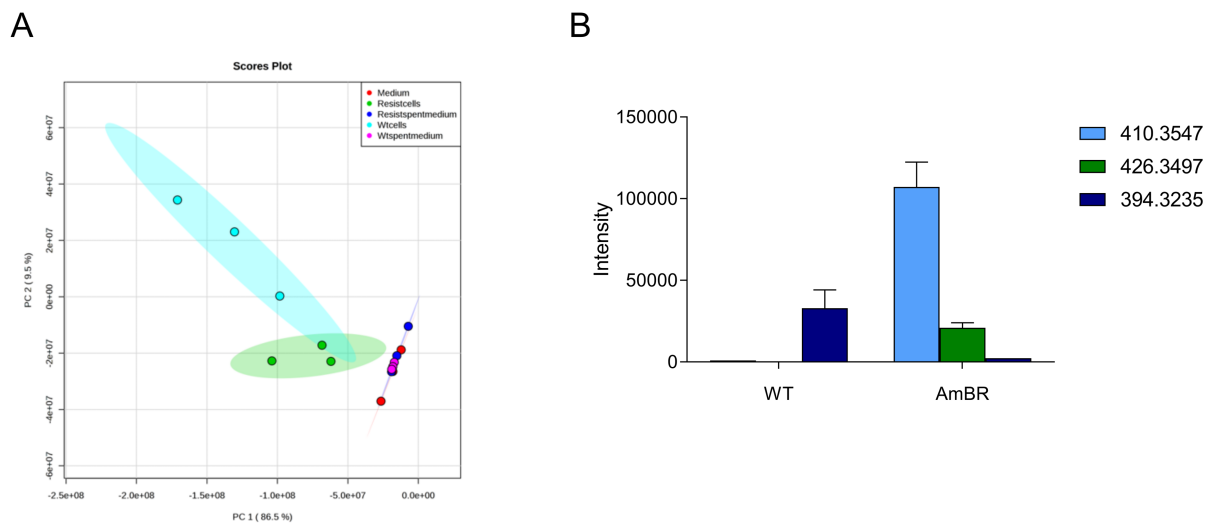 A
Scores Plot
Medium
Resistcells
Resistspentmedium
Wtcells
Wtspentmedium
PC 2 ( 9.5 %)
6e+07
4e+07
2e+07
0e+00
-2e+07
-4e+07
-6e+07
-2.5e+08 -2.0e+08 -1.5e+08 -1.0e+08 -5.0e+07 0.0e+00
PC 1 ( 86.5 %)
B
Intensity
150000
100000
50000
0
WT AmBR
410.3547
426.3497
394.3235